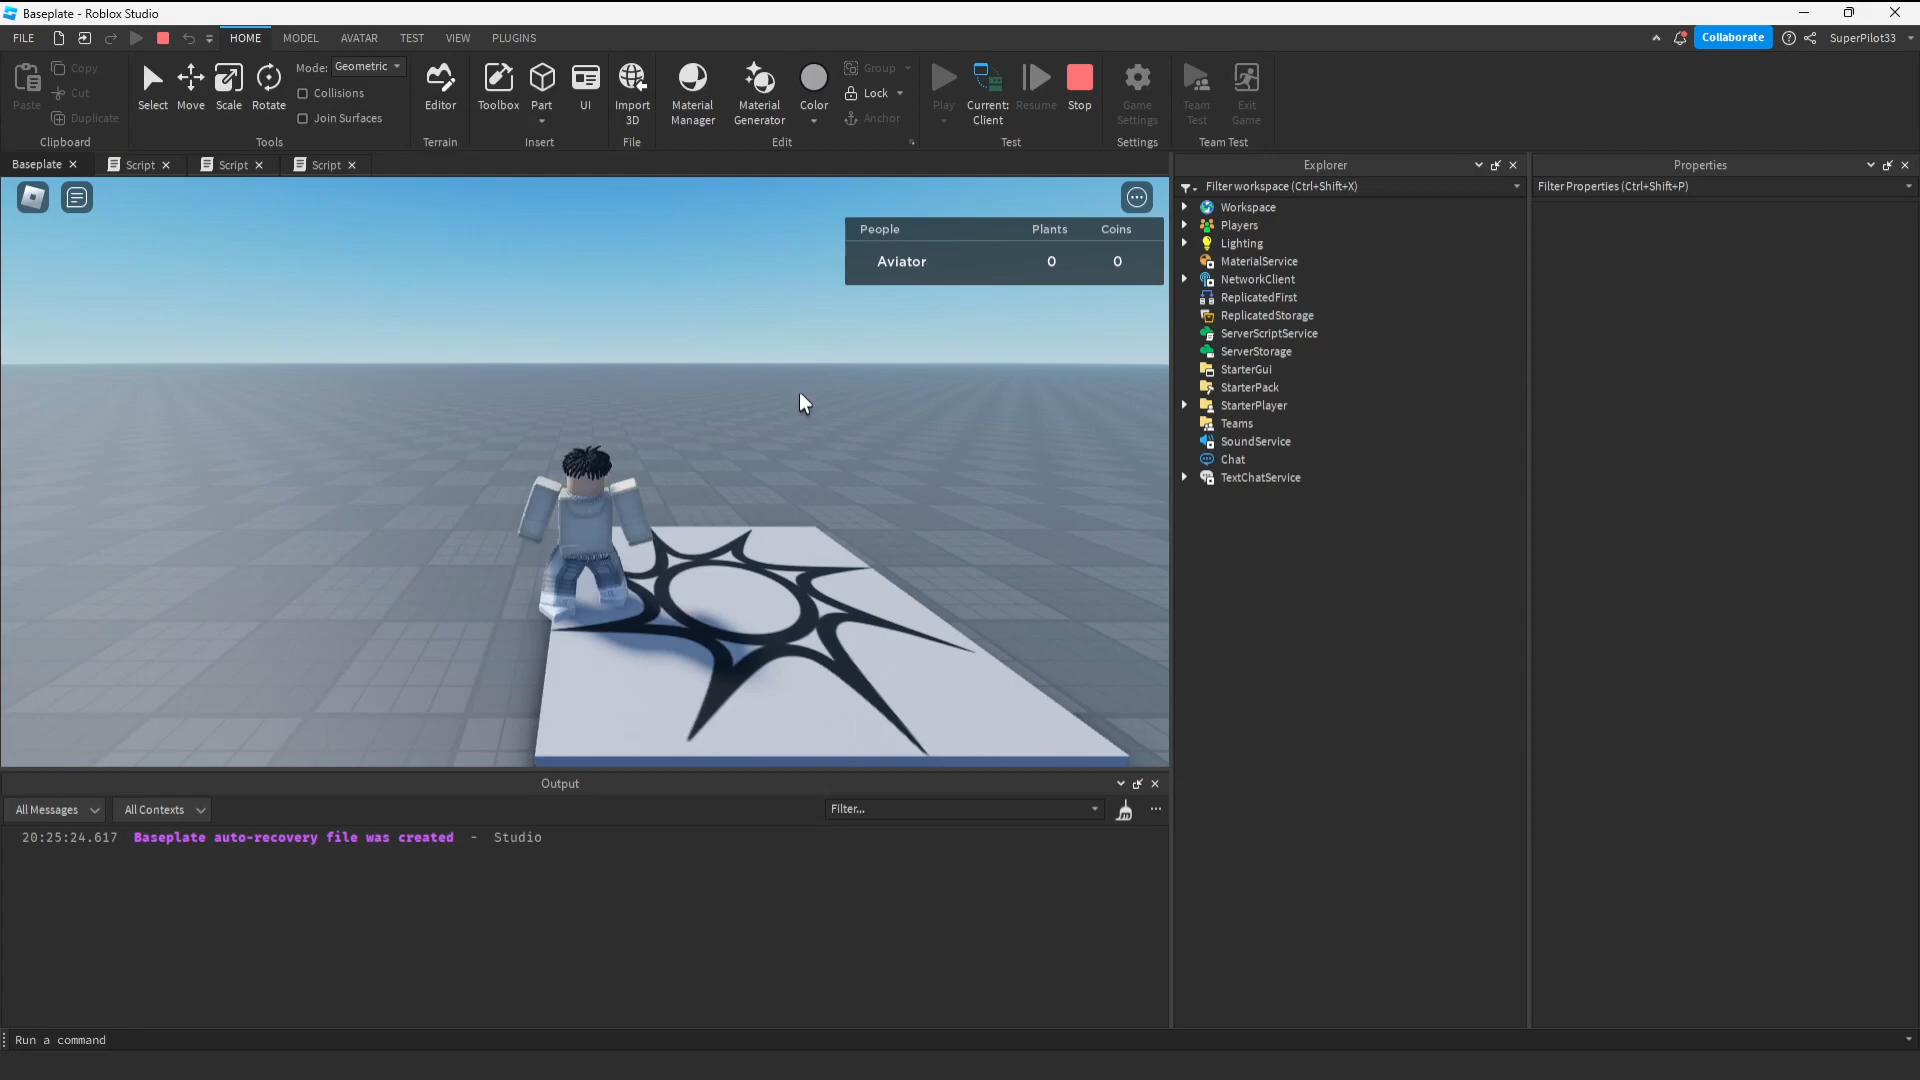 Baseplate - Roblox Studio
FILE HOME MODEL AVATAR TEST VIEW PLUGINS Collaborate SuperPilot33
Paste Copy Cut Duplicate
Clipboard
Select Move Scale Rotate Mode: Geometric
Collisions
Join Surfaces
Tools
Editor
Terrain
Toolbox Part UI
Insert
Import
3D
File
Material
Manager
Material
Generator
Color
Group
Lock
Anchor
Edit
Play Current:
Client
Resume Stop
Test
Game
Settings
Settings
Team
Test
Exit
Game
Team Test
Baseplate Script Script Script
People Plants Coins
Aviator 0 0
Explorer
Filter workspace (Ctrl+Shift+X)
Workspace
Players
Lighting
MaterialService
NetworkClient
ReplicatedFirst
ReplicatedStorage
ServerScriptService
ServerStorage
StarterGui
StarterPack
StarterPlayer
Teams
SoundService
Chat
TextChatService
Properties
Filter Properties (Ctrl+Shift+P)
Output
All Messages All Contexts Filter...
20:25:24.617 Baseplate auto-recovery file was created - Studio
Run a command